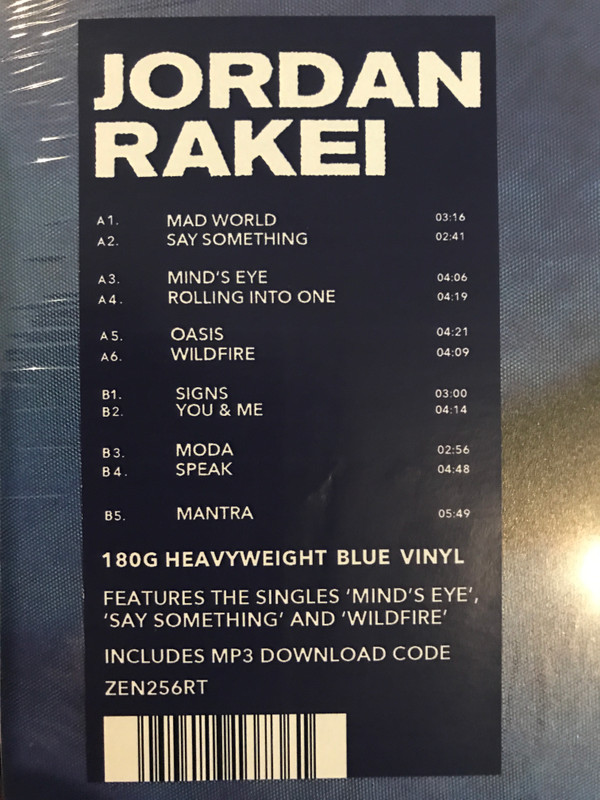 JORDAN
RAKEI
A1. MAD WORLD 03:16
A2. SAY SOMETHING 02:41
A3. MIND'S EYE 04:06
A4. ROLLING INTO ONE 04:19
A5. OASIS 04:21
A6. WILDFIRE 04:09
B1. SIGNS 03:00
B2. YOU & ME 04:14
B3. MODA 02:56
B4. SPEAK 04:48
B5. MANTRA 05:49
180G HEAVYWEIGHT BLUE VINYL
FEATURES THE SINGLES 'MIND'S EYE',
'SAY SOMETHING' AND 'WILDFIRE'
INCLUDES MP3 DOWNLOAD CODE
ZEN256RT